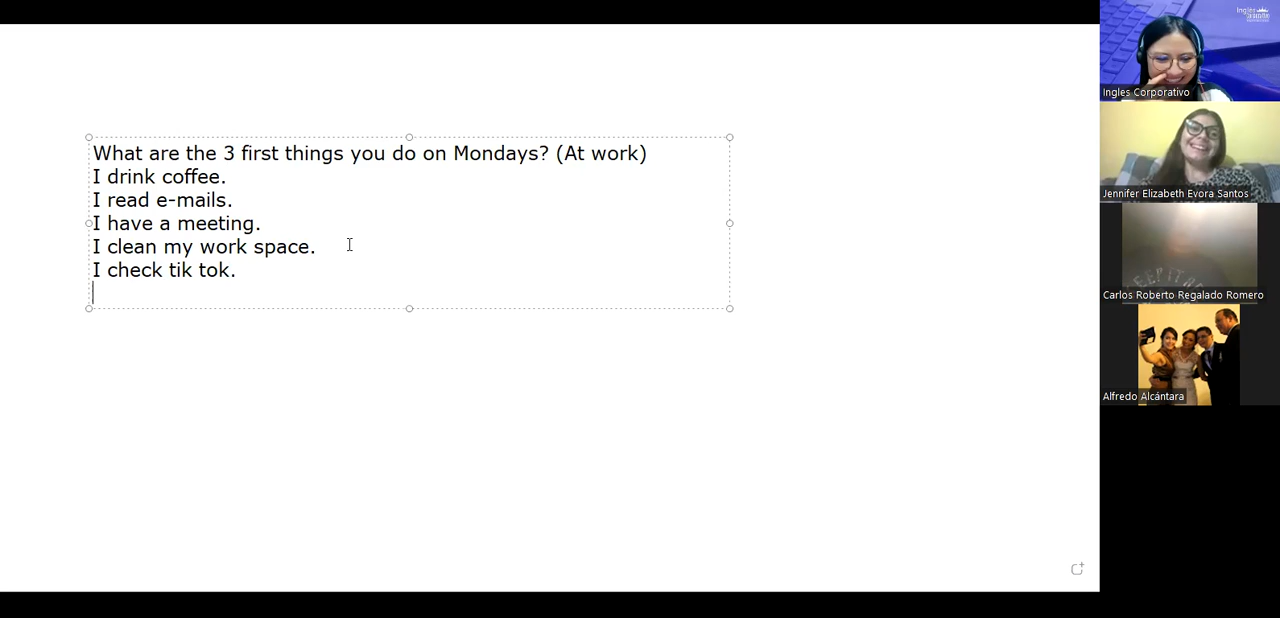 What are the 3 first things you do on Mondays? (At work)
I drink coffee.
I read e-mails.
I have a meeting.
I clean my work space.
I check tik tok.
Ingles
Ingles Corporativo
Jennifer Elizabeth Evora Santos
Carlos Roberto Regalado Romero
Alfredo Alcántara